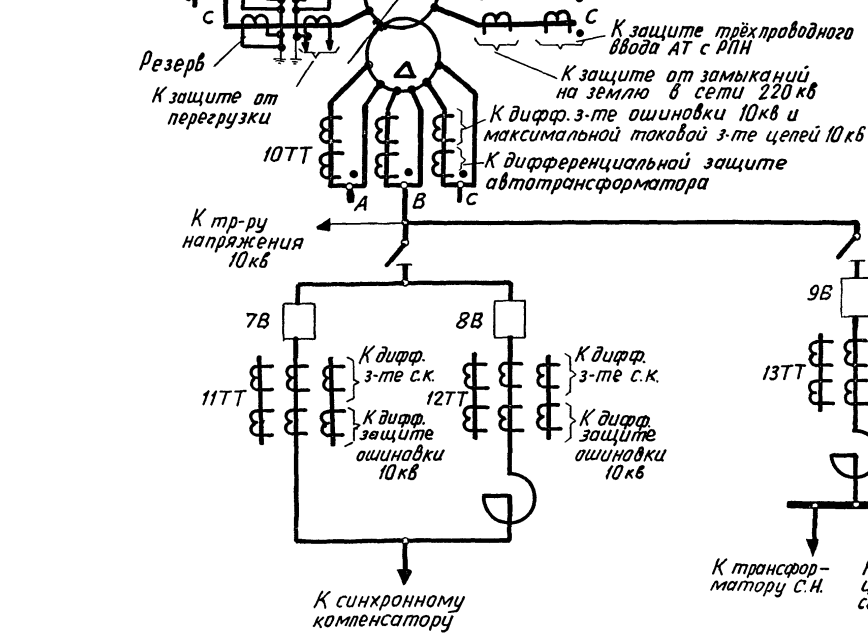 С
С
К защите трёхпроводного
ввода АТ с РПН
Резерв
К защите от
перегрузки
К защите от замыканий
на землю в сети 220 кв
К дифф. з-те ошиновки 10кв и
максимальной токовой з-те цепей 10кв
10ТТ
К дифференциальной защите
автотрансформатора
А
В
С
К тр-ру
напряжения
10кв
7В
8В
9В
К дифф.
з-те с.к.
К дифф.
з-те с.к.
11ТТ
12ТТ
13ТТ
К дифф.
защите
ошиновки
10кв
К дифф.
защите
ошиновки
10кв
К синхронному
компенсатору
К трансфор-
матору С.Н.